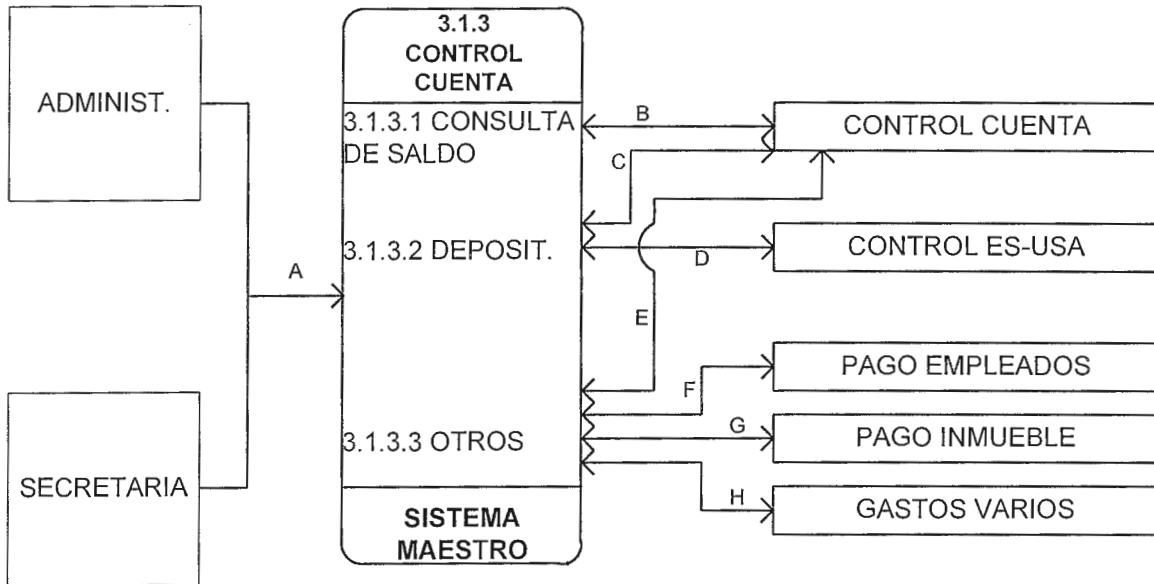 ADMINIST.
SECRETARIA
A
3.1.3
CONTROL
CUENTA
3.1.3.1 CONSULTA
DE SALDO
3.1.3.2 DEPOSIT.
3.1.3.3 OTROS
SISTEMA
MAESTRO
B
C
D
E
F
G
H
CONTROL CUENTA
CONTROL ES-USA
PAGO EMPLEADOS
PAGO INMUEBLE
GASTOS VARIOS